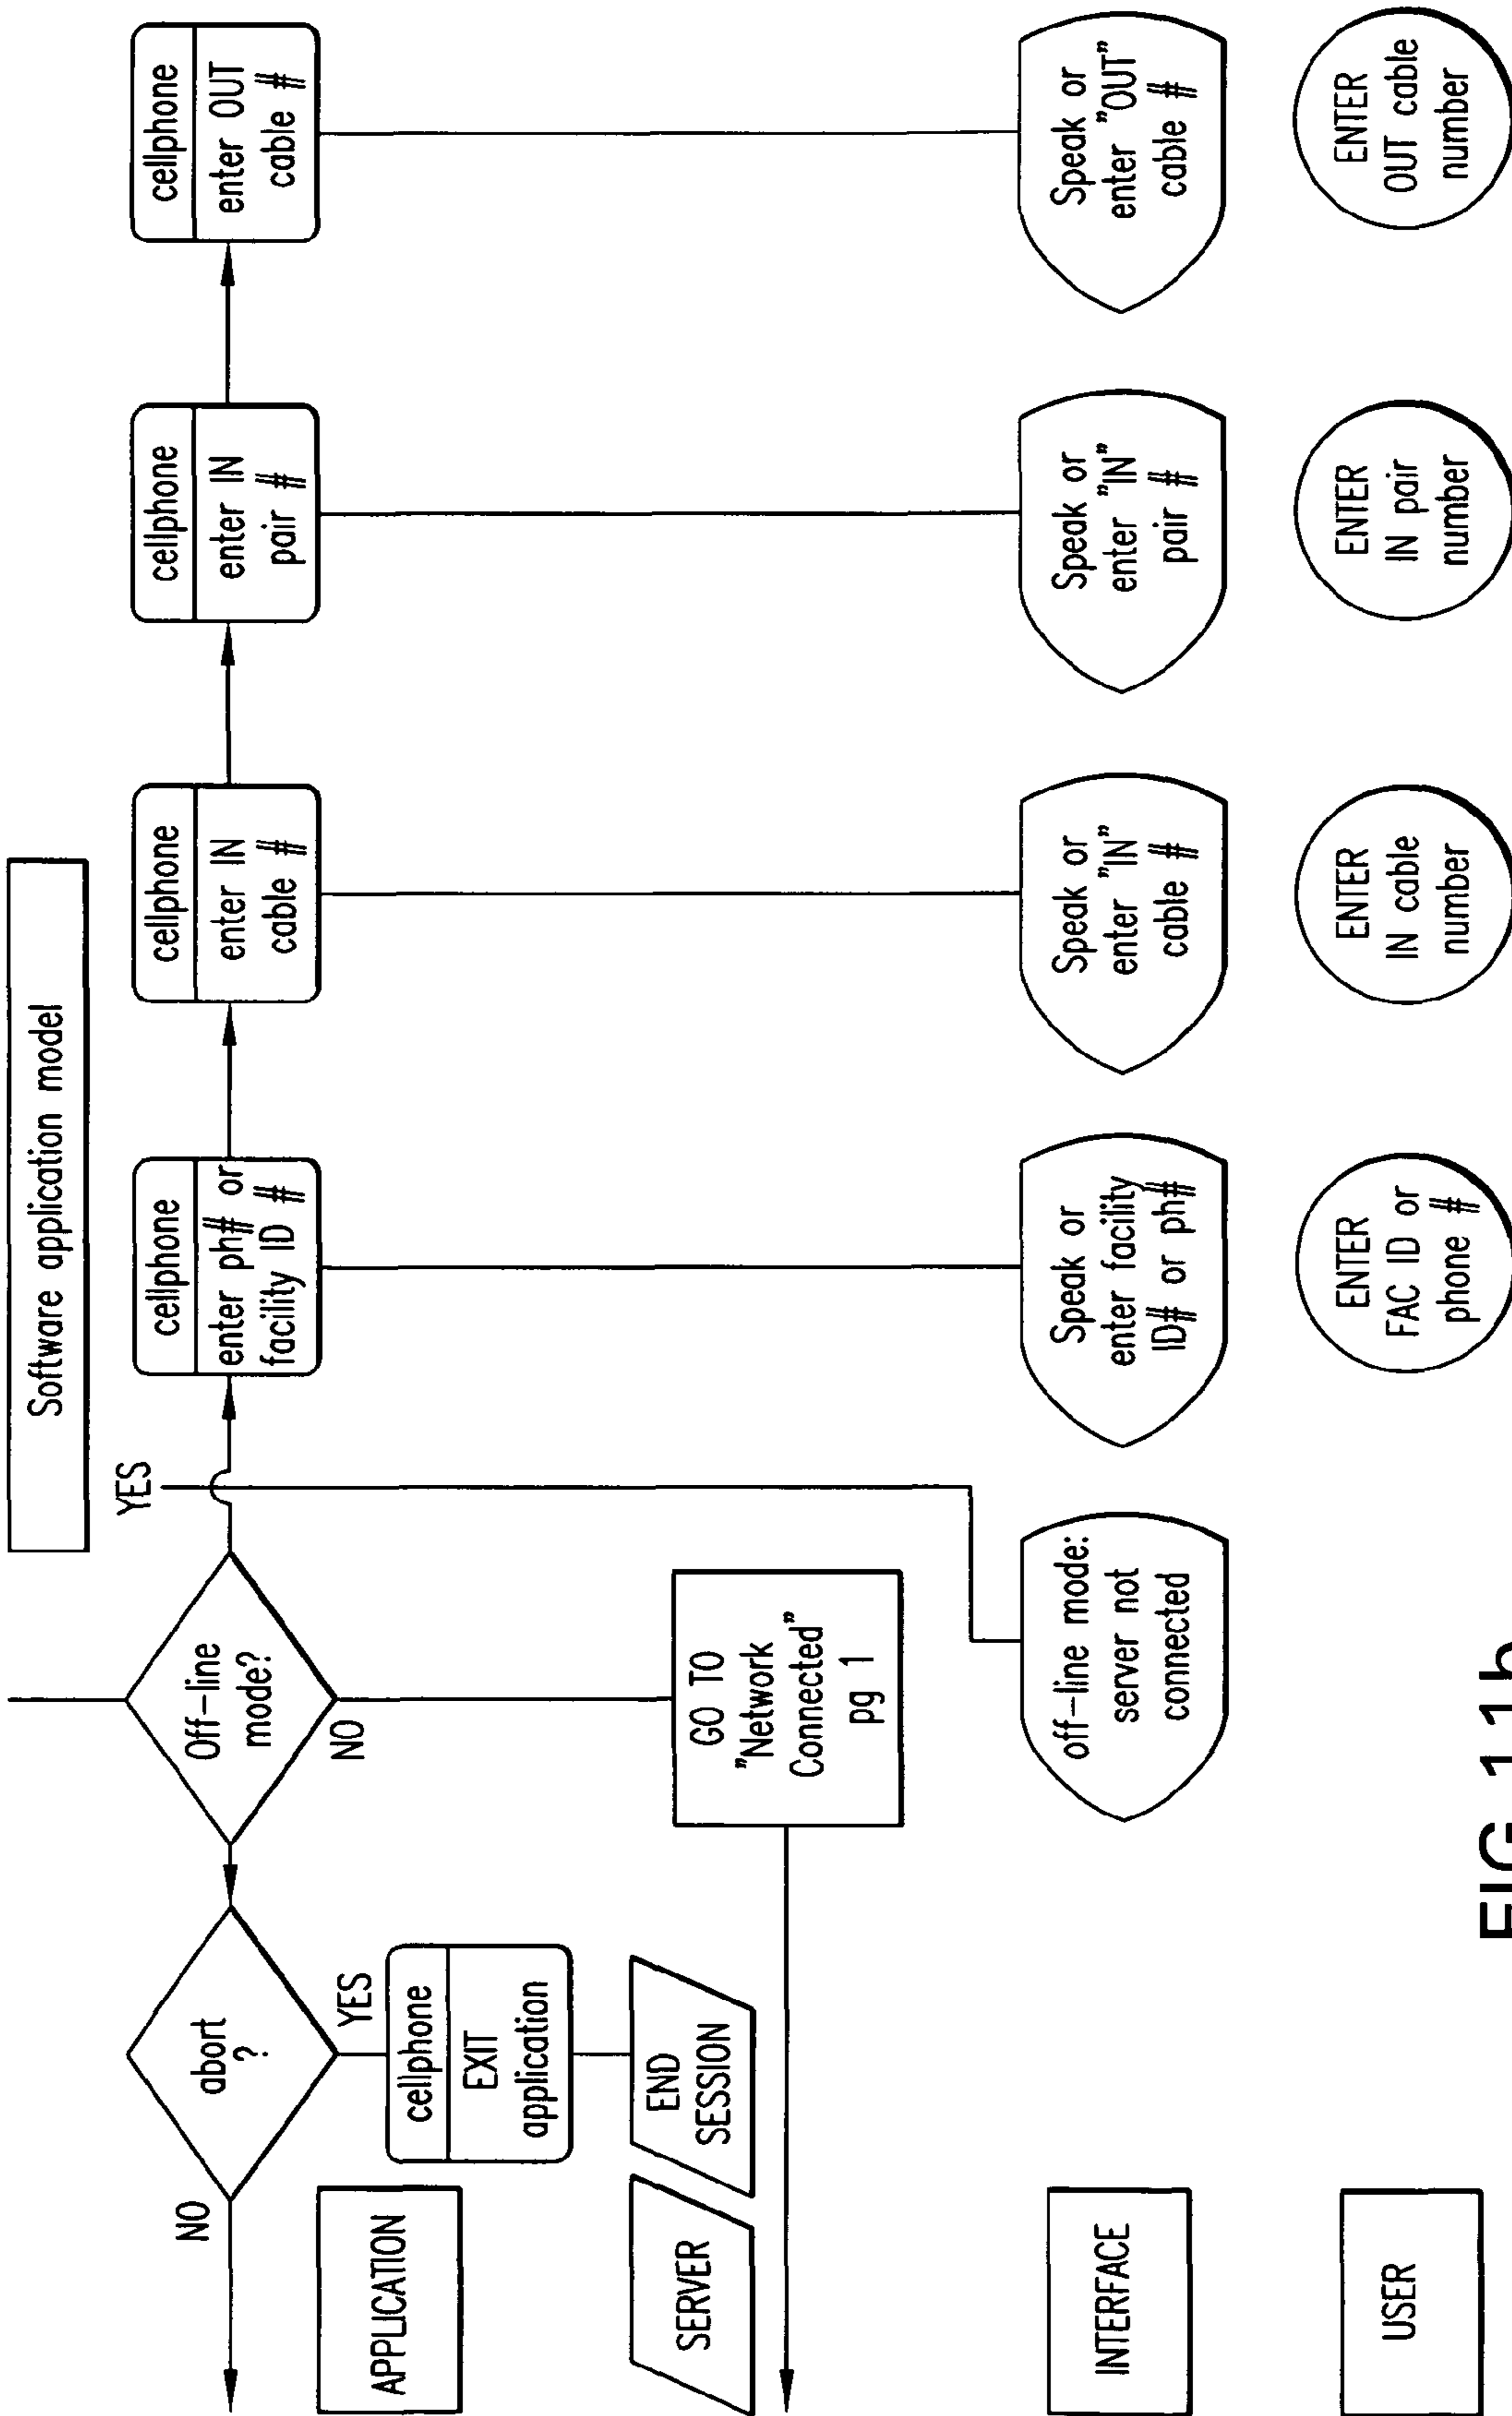 Software application model
NO
abort
?
YES
cellphone
EXIT
application
END
SESSION
Off-line
mode?
NO
YES
GO TO
"Network
Connected"
pg 1
cellphone
enter ph# or
facility ID #
cellphone
enter IN
cable #
cellphone
enter IN
pair #
cellphone
enter OUT
cable #
APPLICATION
SERVER
INTERFACE
off-line mode:
server not
connected
Speak or
enter facility
ID# or ph#
Speak or
enter "IN"
cable #
Speak or
enter "IN"
pair #
Speak or
enter "OUT"
cable #
USER
ENTER
FAC ID or
phone #
ENTER
IN cable
number
ENTER
IN pair
number
ENTER
OUT cable
number
FIG.11b